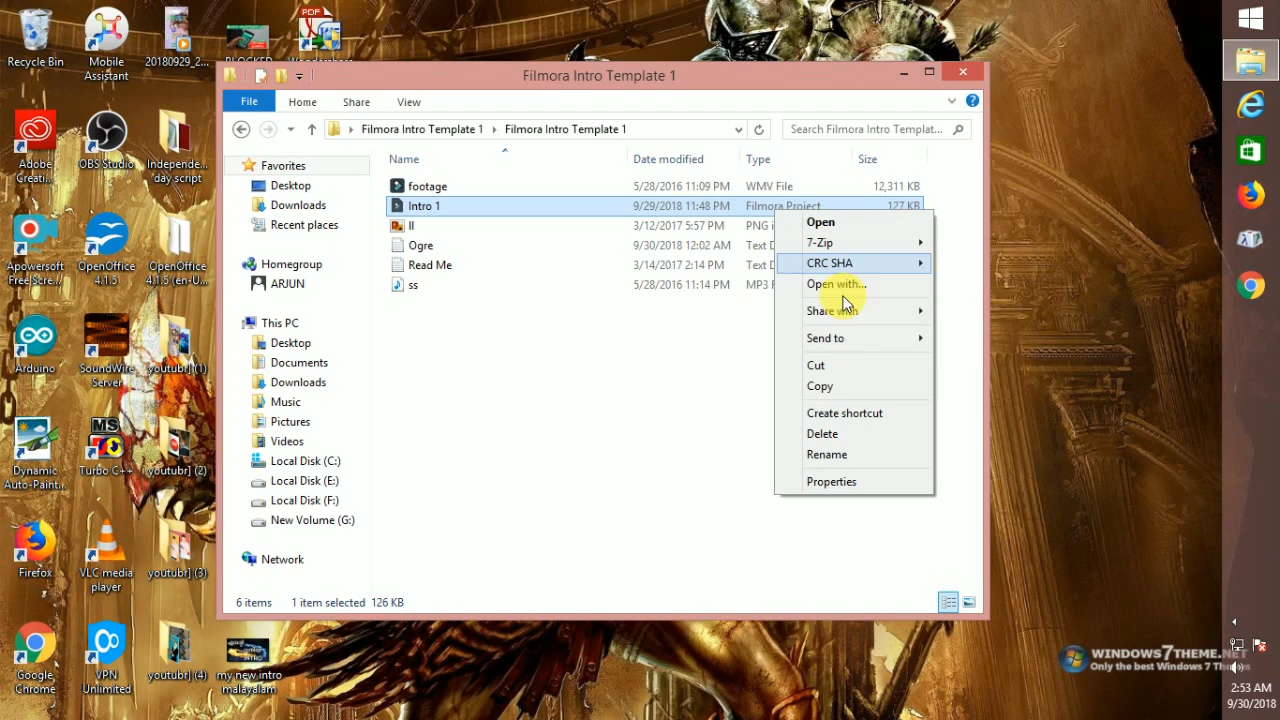 Recycle Bin
Mobile
Assistant
20180929_2...
PDF
Adobe
Creati...
OBS Studio
Independe...
day script
Apowersoft
Free Scre...
OpenOffice
4.1.5
OpenOffice
4.1.5 (en-U...
Arduino
SoundWire
Server
youtubr] (1)
Dynamic
Auto-Paint...
MS
Turbo C++
youtubr] (2)
Firefox
VLC media
player
youtubr] (3)
Google
Chrome
VPN
Unlimited
youtubr] (4)
my new intro
malayalam
Filmora Intro Template 1
File Home Share View
Filmora Intro Template 1 Filmora Intro Template 1
Search Filmora Intro Templat...
Favorites
Desktop
Downloads
Recent places
Homegroup
ARJUN
This PC
Desktop
Documents
Downloads
Music
Pictures
Videos
Local Disk (C:)
Local Disk (E:)
Local Disk (F:)
New Volume (G:)
Network
Name Date modified Type Size
footage 5/28/2016 11:09 PM WMV File 12,311 KB
Intro 1 9/29/2018 11:48 PM Filmora Project 127 KB
ll 3/12/2017 5:57 PM PNG i
Ogre 9/30/2018 12:02 AM Text D
Read Me 3/14/2017 2:14 PM Text D
ss 5/28/2016 11:14 PM MP3 F
Open
7-Zip
CRC SHA
Open with...
Share with
Send to
Cut
Copy
Create shortcut
Delete
Rename
Properties
6 items 1 item selected 126 KB
WINDOWS7THEME.NET
Only the best Windows 7 Themes
2:53 AM
9/30/2018